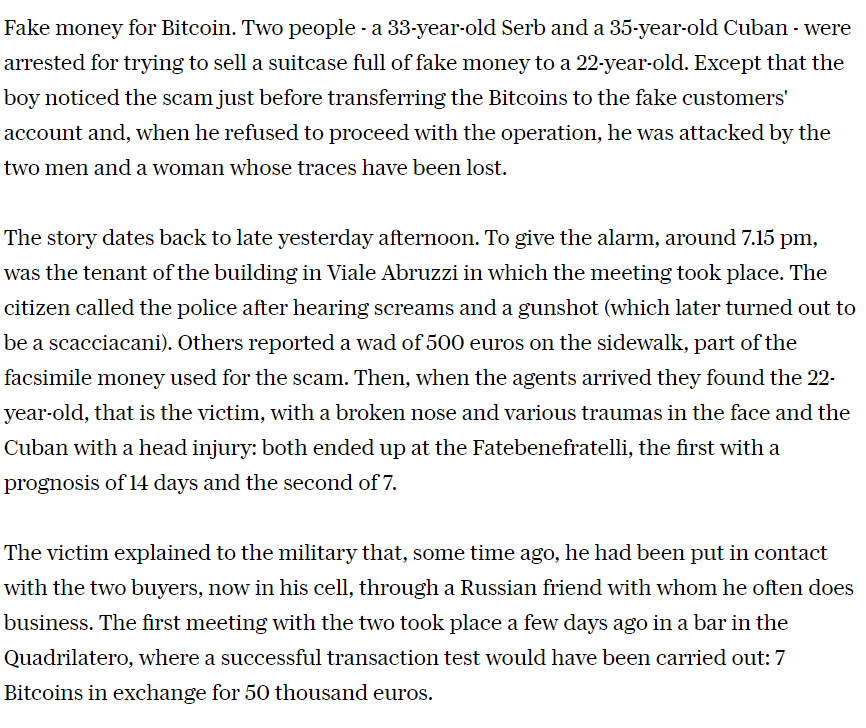 Fake money for Bitcoin. Two people - a 33-year-old Serb and a 35-year-old Cuban - were
arrested for trying to sell a suitcase full of fake money to a 22-year-old. Except that the
boy noticed the scam just before transferring the Bitcoins to the fake customers'
account and, when he refused to proceed with the operation, he was attacked by the
two men and a woman whose traces have been lost.
The story dates back to late yesterday afternoon. To give the alarm, around 7.15 pm,
was the tenant of the building in Viale Abruzzi in which the meeting took place. The
citizen called the police after hearing screams and a gunshot (which later turned out to
be a scacciacani). Others reported a wad of 500 euros on the sidewalk, part of the
facsimile money used for the scam. Then, when the agents arrived they found the 22-
year-old, that is the victim, with a broken nose and various traumas in the face and the
Cuban with a head injury: both ended up at the Fatebenefratelli, the first with a
prognosis of 14 days and the second of 7.
The victim explained to the military that, some time ago, he had been put in contact
with the two buyers, now in his cell, through a Russian friend with whom he often does
business. The first meeting with the two took place a few days ago in a bar in the
Quadrilatero, where a successful transaction test would have been carried out: 7
Bitcoins in exchange for 50 thousand euros.